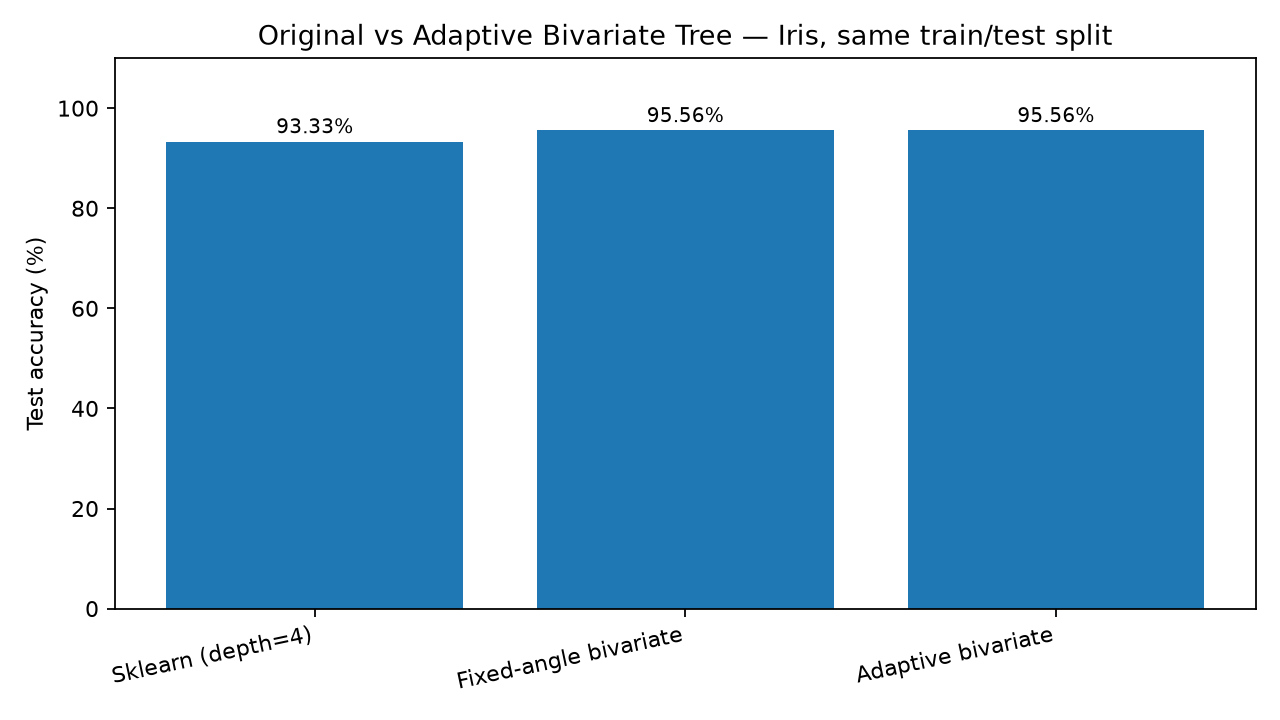 Original vs Adaptive Bivariate Tree — Iris, same train/test split
Test accuracy (%)
100
80
60
40
20
0
93.33%
95.56%
95.56%
Sklearn (depth=4)
Fixed-angle bivariate
Adaptive bivariate